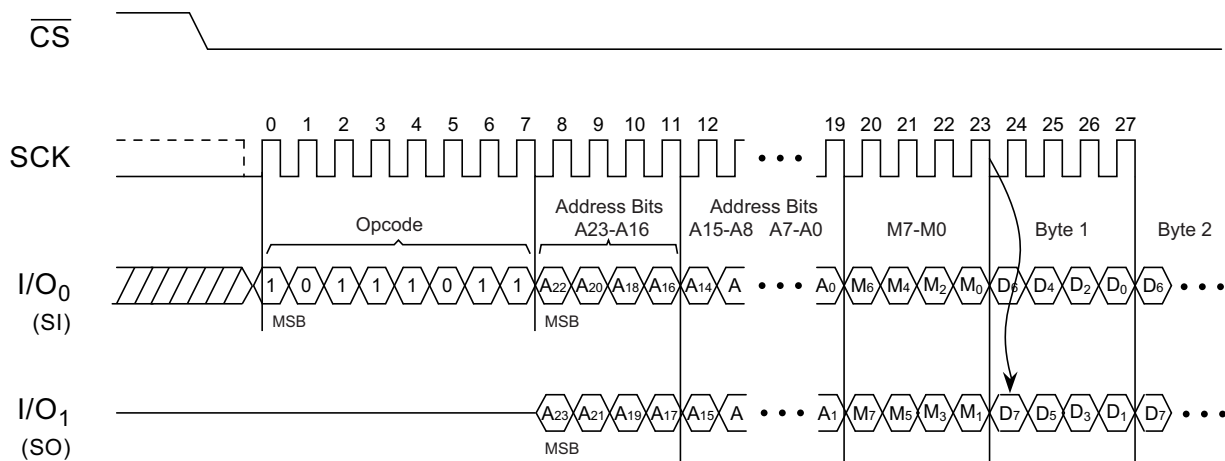 CS
0 1 2 3 4 5 6 7 8 9 10 11 12 19 20 21 22 23 24 25 26 27
SCK
• • •
Opcode
Address Bits
A23-A16
Address Bits
A15-A8 A7-A0
M7-M0
Byte 1
Byte 2
I/O0
(SI)
1 0 1 1 1 0 1 1 A22 A20 A18 A16 A14 A • • • A0 M6 M4 M2 M0 D6 D4 D2 D0 D6 • • •
MSB
MSB
I/O1
(SO)
A23 A21 A19 A17 A15 A • • • A1 M7 M5 M3 M1 D7 D5 D3 D1 D7 • • •
MSB